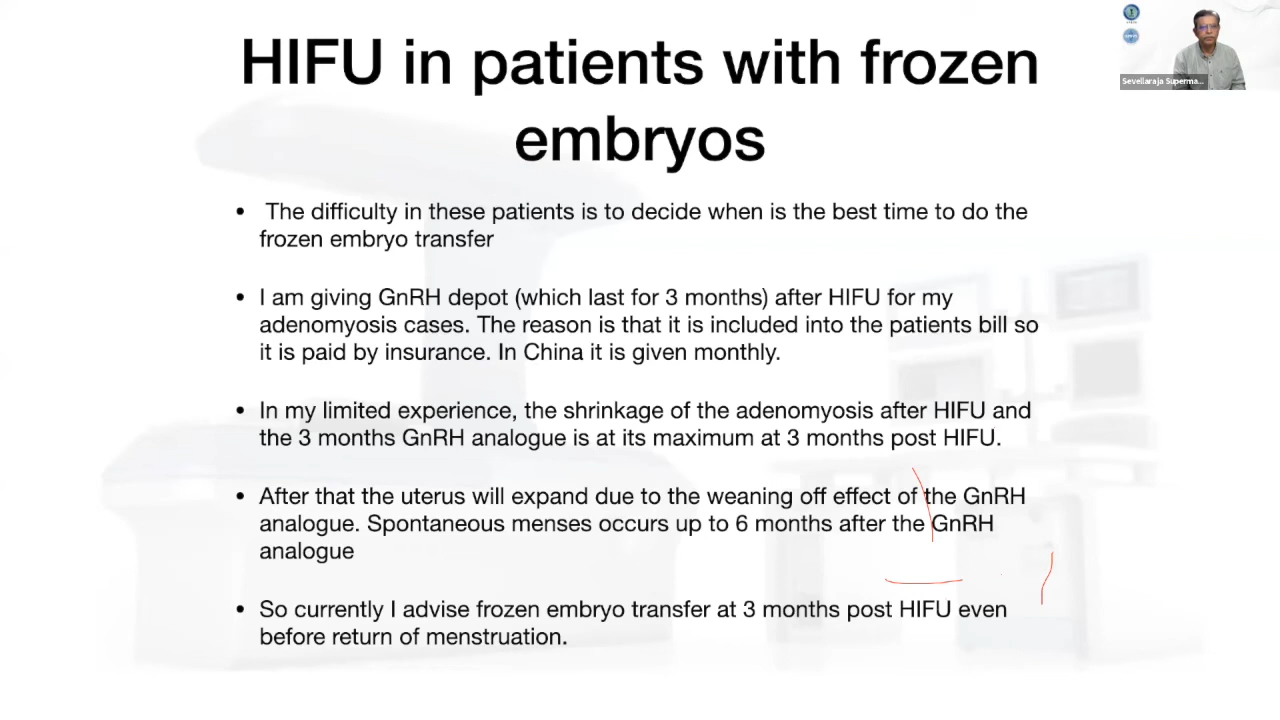 HIFU in patients with frozen
embryos
• The difficulty in these patients is to decide when is the best time to do the
frozen embryo transfer
• I am giving GnRH depot (which last for 3 months) after HIFU for my
adenomyosis cases. The reason is that it is included into the patients bill so
it is paid by insurance. In China it is given monthly.
• In my limited experience, the shrinkage of the adenomyosis after HIFU and
the 3 months GnRH analogue is at its maximum at 3 months post HIFU.
• After that the uterus will expand due to the weaning off effect of the GnRH
analogue. Spontaneous menses occurs up to 6 months after the GnRH
analogue
• So currently I advise frozen embryo transfer at 3 months post HIFU even
before return of menstruation.
Sevellaraja Superma...